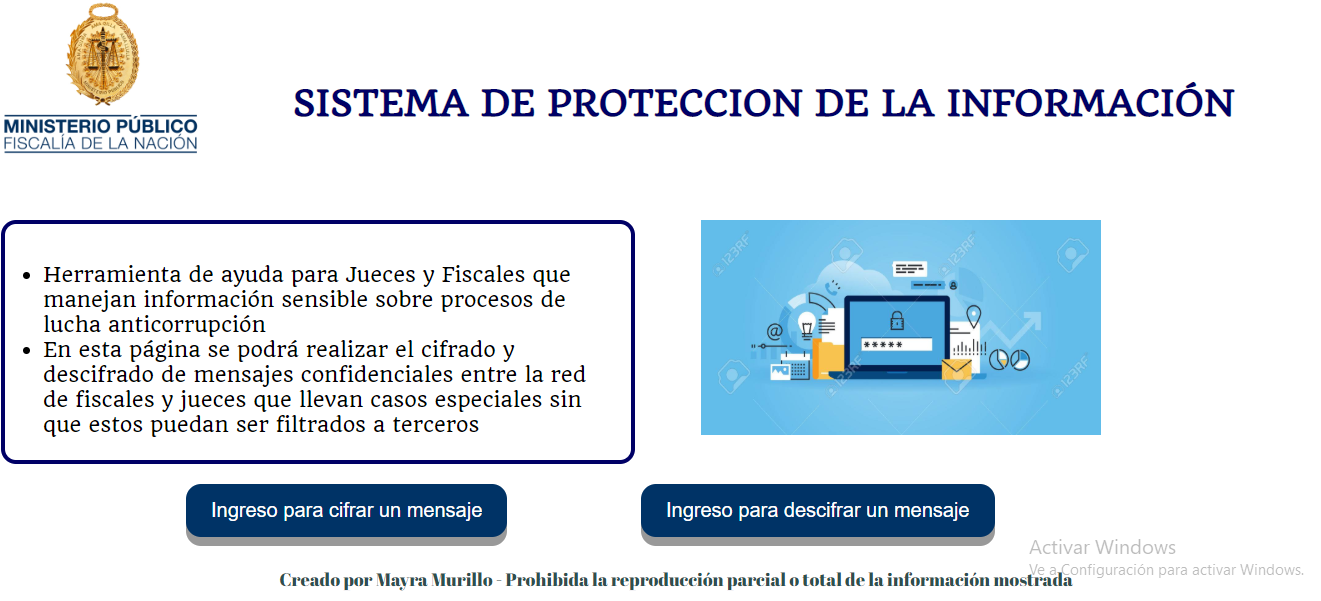 MINISTERIO PÚBLICO
FISCALÍA DE LA NACIÓN
SISTEMA DE PROTECCION DE LA INFORMACIÓN
• Herramienta de ayuda para Jueces y Fiscales que
manejan información sensible sobre procesos de
lucha anticorrupción
• En esta página se podrá realizar el cifrado y
descifrado de mensajes confidenciales entre la red
de fiscales y jueces que llevan casos especiales sin
que estos puedan ser filtrados a terceros
123RF
123RF
@
*****
123RF
123RF
Ingreso para cifrar un mensaje
Ingreso para descifrar un mensaje
Activar Windows
Ve a Configuración para activar Windows.
Creado por Mayra Murillo - Prohibida la reproducción parcial o total de la información mostrada